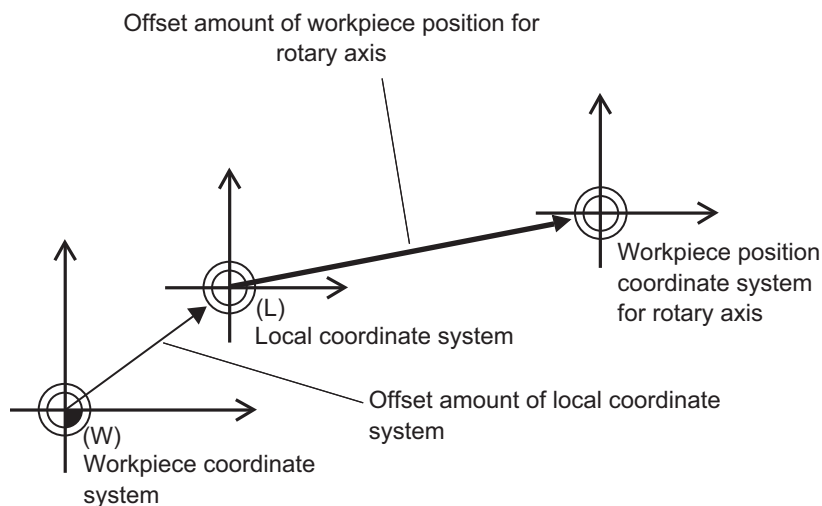 Offset amount of workpiece position for
rotary axis
Workpiece position
coordinate system
for rotary axis
(L)
Local coordinate system
Offset amount of local coordinate
system
(W)
Workpiece coordinate
system